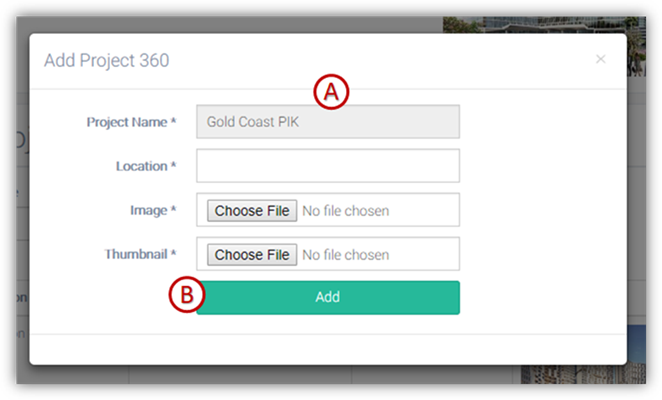 Add Project 360 ×
A
Project Name * Gold Coast PIK
Location *
Image * Choose File No file chosen
Thumbnail * Choose File No file chosen
B Add